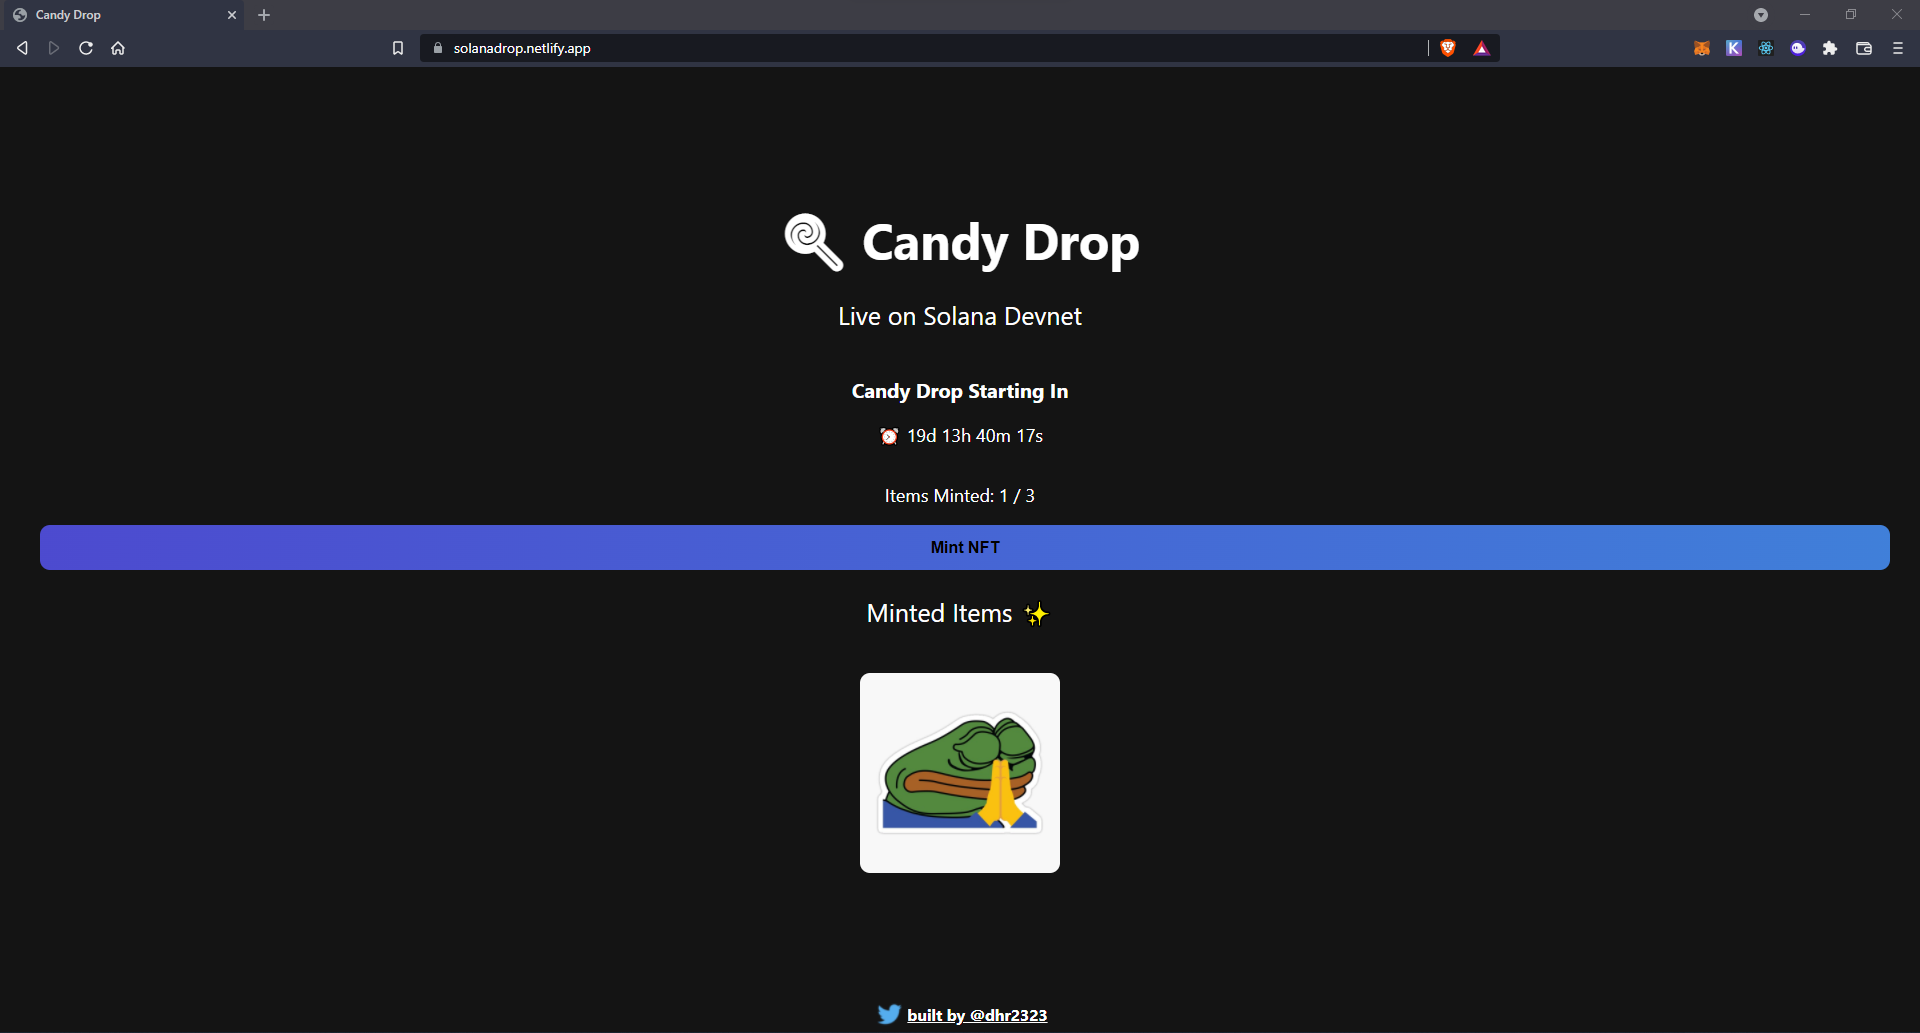 Candy Drop
solanadrop.netlify.app
K
Candy Drop
Live on Solana Devnet
Candy Drop Starting In
⏰ 19d 13h 40m 17s
Items Minted: 1 / 3
Mint NFT
Minted Items ✨
built by @dhr2323